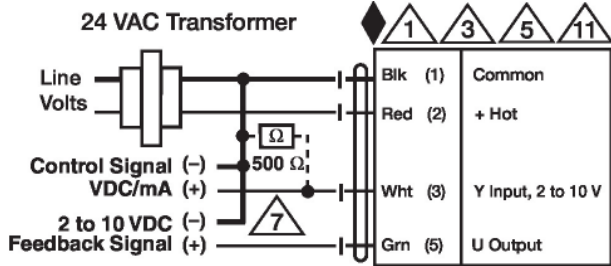 24 VAC Transformer
1 3 5 11
Line
Volts
Blk (1) Common
Red (2) + Hot
Ω
500 Ω
Control Signal (–)
VDC/mA (+)
Wht (3) Y Input, 2 to 10 V
7
2 to 10 VDC (–)
Feedback Signal (+)
Grn (5) U Output